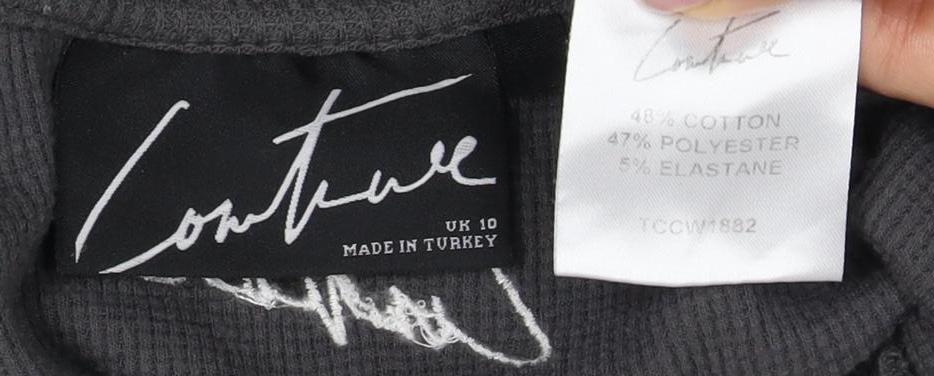 Couture
UK 10
MADE IN TURKEY
Couture
48% COTTON
47% POLYESTER
5% ELASTANE
TCCW1882